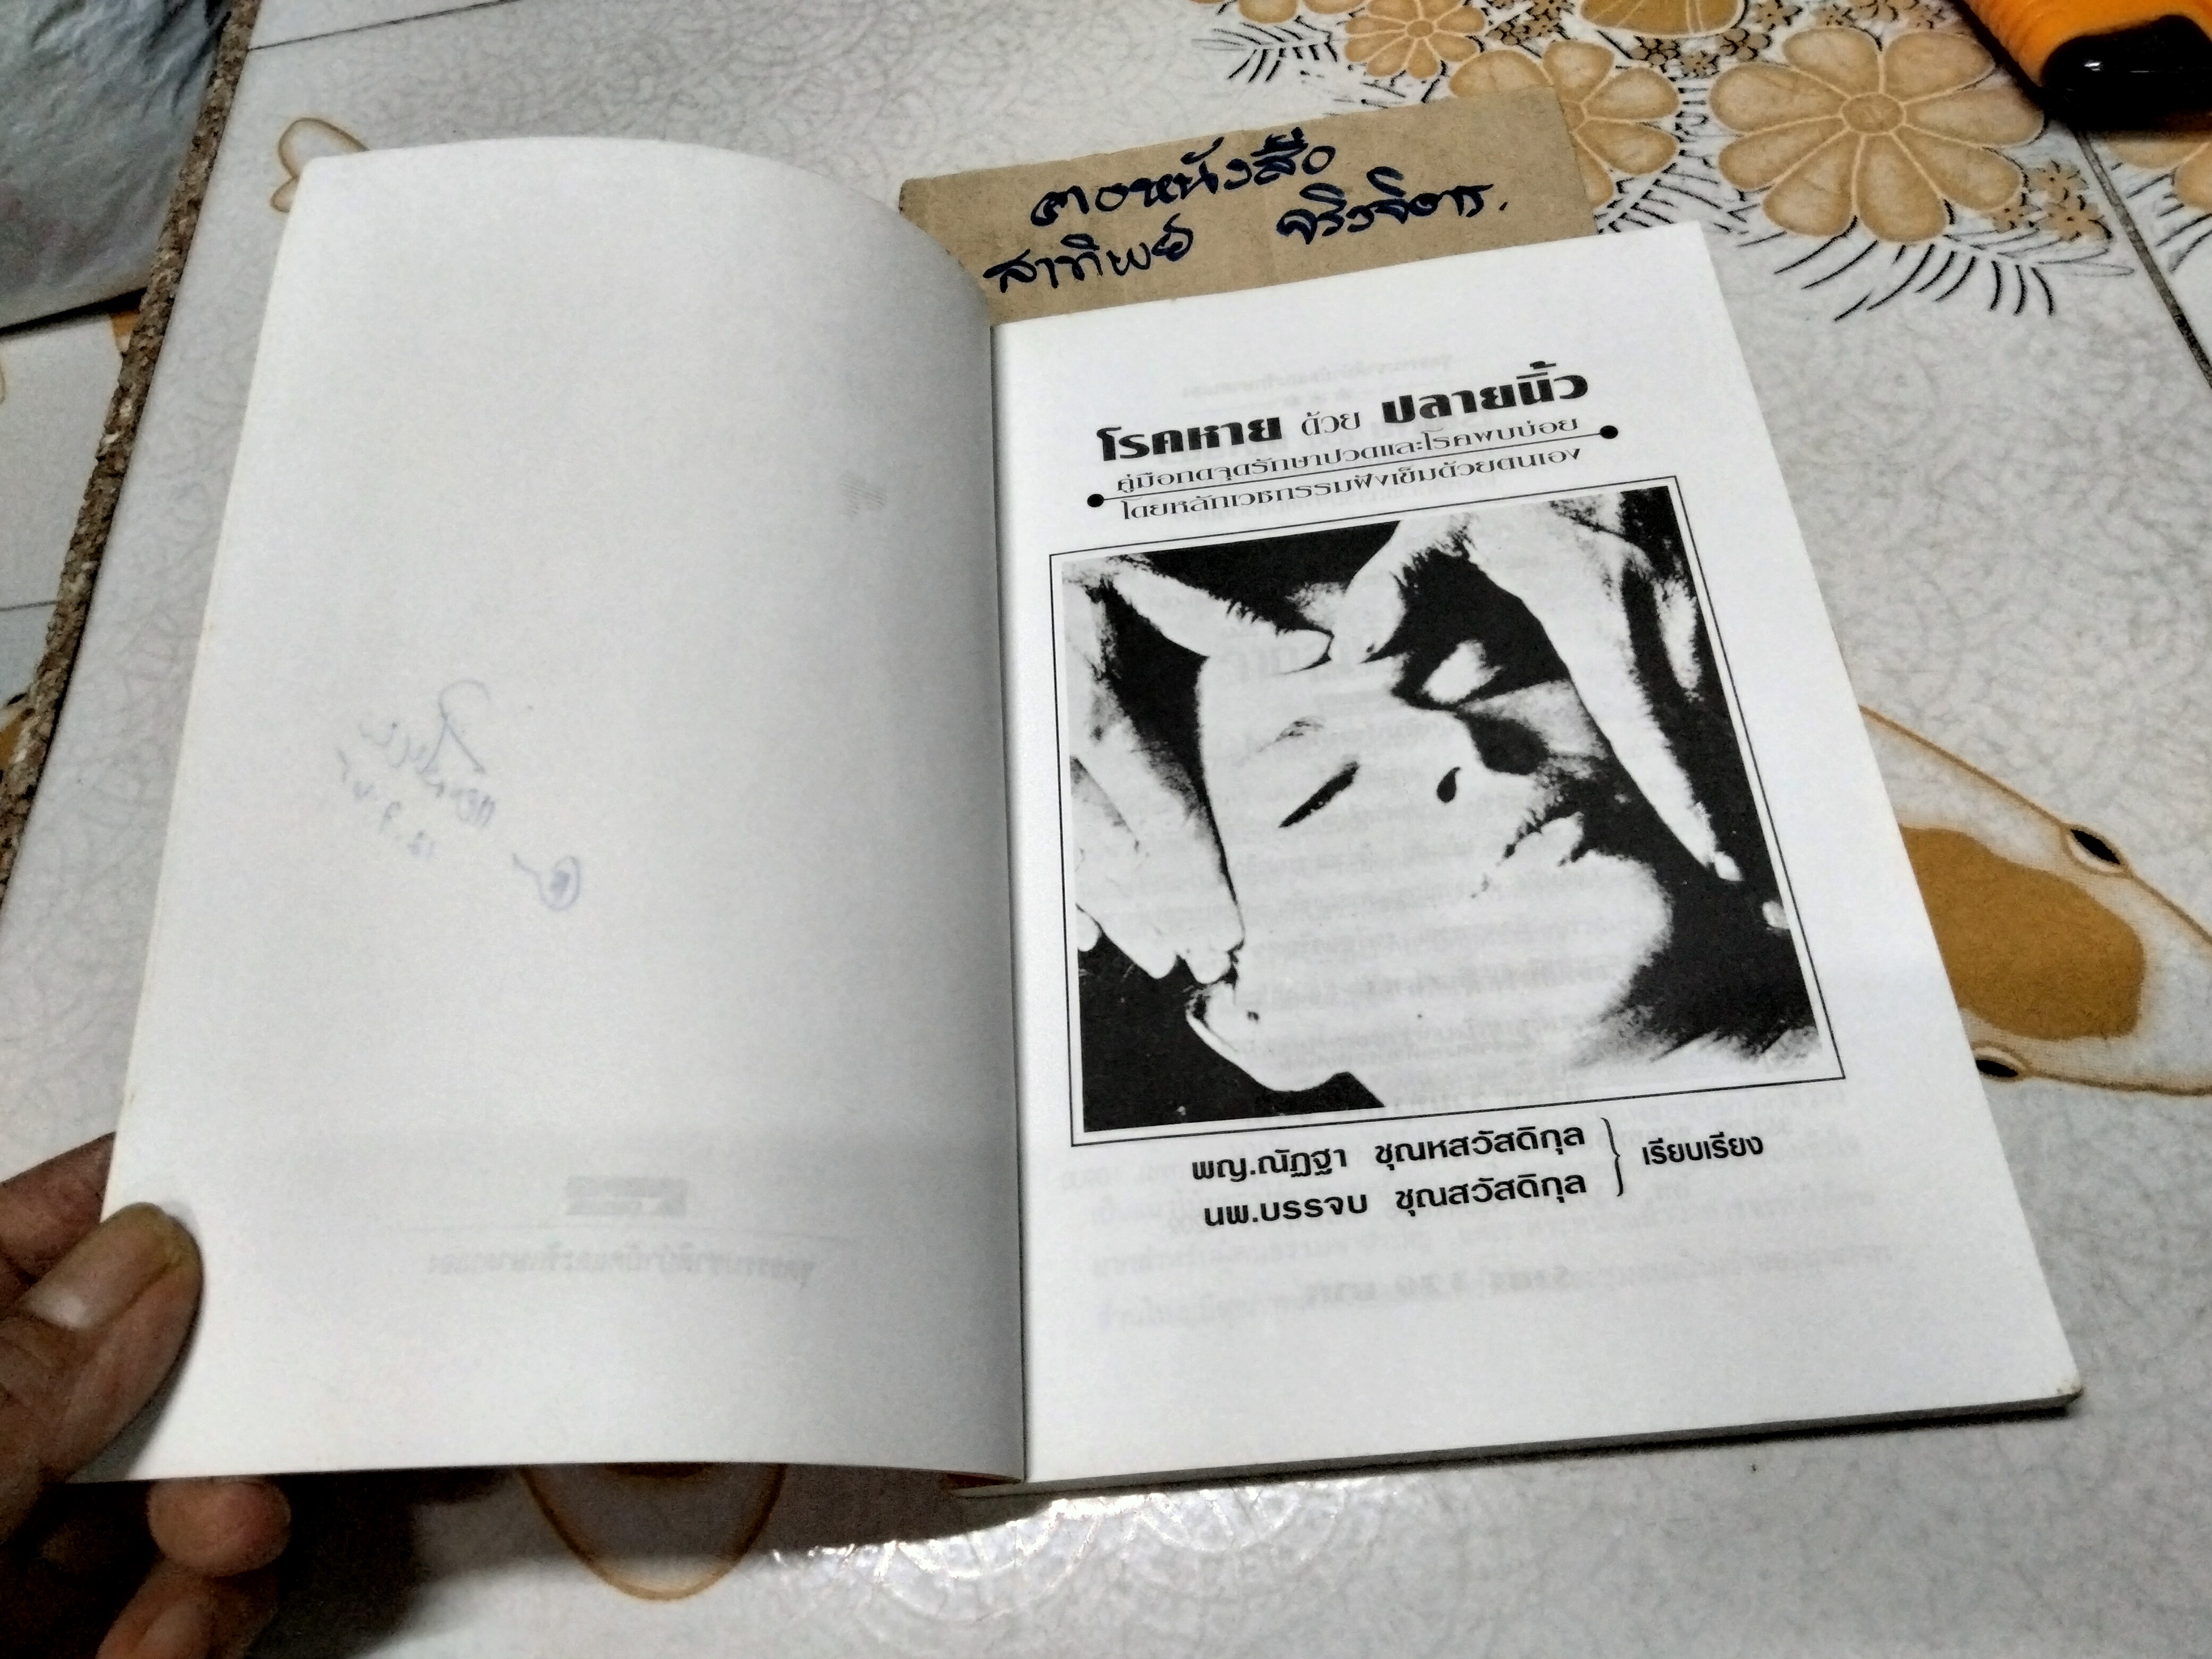 ตอหนังสือ
สาทิพย์ จริงจิตร.
โรคหาย ด้วย ปลายนิ้ว
คู่มือกดจุดรักษาปวดและโรคพบบ่อย
โดยหลักเวชกรรมฝังเข็มด้วยตนเอง
พญ.ณัฏฐา ชุณหสวัสดิกุล
นพ.บรรจบ ชุณสวัสดิกุล
เรียบเรียง